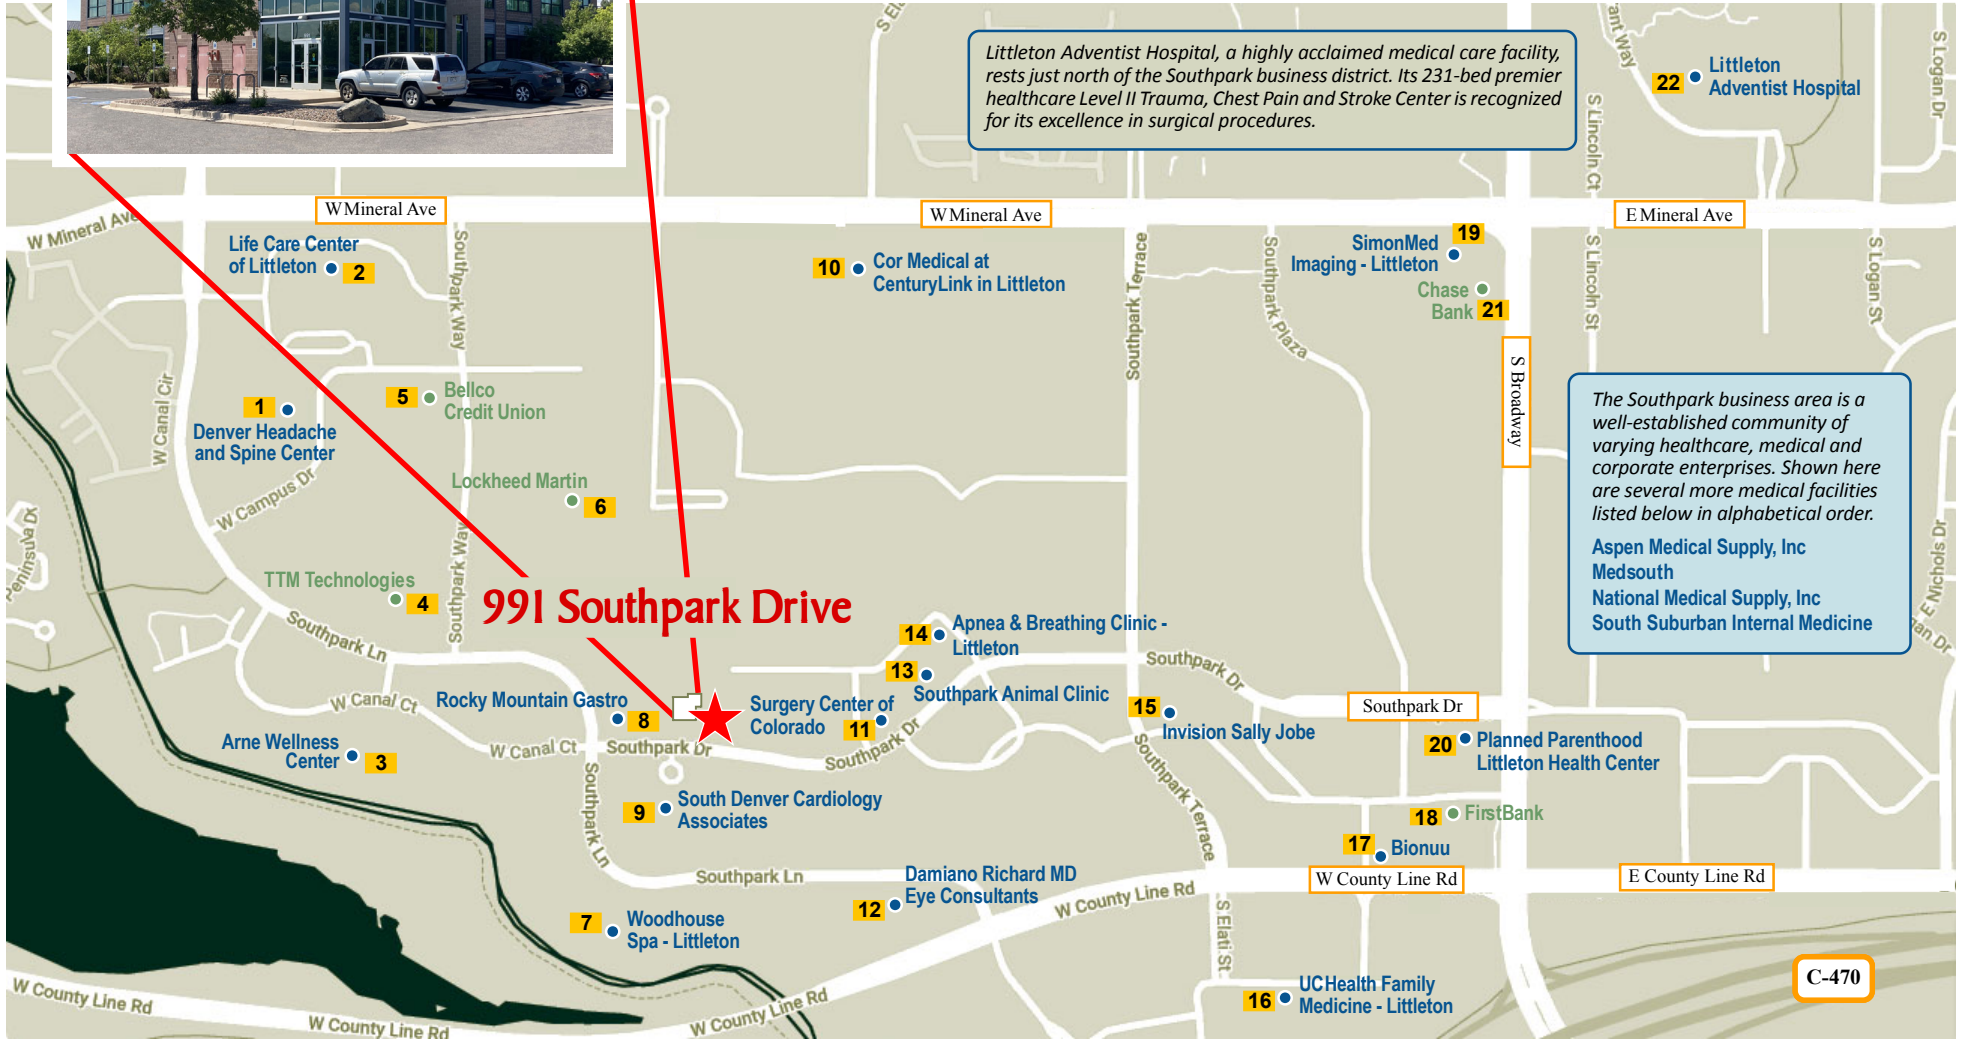 S El
Littleton Adventist Hospital, a highly acclaimed medical care facility,
rests just north of the Southpark business district. Its 231-bed premier
healthcare Level II Trauma, Chest Pain and Stroke Center is recognized
for its excellence in surgical procedures.
ant Way
22
Littleton
Adventist Hospital
S Logan Dr
S Lincoln Ct
W Mineral Ave
W Mineral Ave
W Mineral Ave
E Mineral Ave
Life Care Center
of Littleton
2
Southpark Way
10
Cor Medical at
CenturyLink in Littleton
Southpark Terrace
Southpark Plaza
19
SimonMed
Imaging - Littleton
Chase
Bank
21
S Lincoln St
S Logan St
W Canal Cir
1
Denver Headache
and Spine Center
5
Bellco
Credit Union
S Broadway
The Southpark business area is a
well-established community of
varying healthcare, medical and
corporate enterprises. Shown here
are several more medical facilities
listed below in alphabetical order.
Aspen Medical Supply, Inc
Medsouth
National Medical Supply, Inc
South Suburban Internal Medicine
W Campus Dr
Lockheed Martin
6
Southpark Way
Peninsula Dr
E Nichols Dr
an Dr
TTM Technologies
4
991 Southpark Drive
Southpark Ln
14
Apnea & Breathing Clinic -
Littleton
13
Southpark Animal Clinic
Southpark Dr
W Canal Ct
Rocky Mountain Gastro
8
Surgery Center of
Colorado
11
15
Invision Sally Jobe
Southpark Dr
20
Planned Parenthood
Littleton Health Center
Arne Wellness
Center
3
W Canal Ct
Southpark Dr
Southpark Dr
Southpark Terrace
Southpark Ln
9
South Denver Cardiology
Associates
18
FirstBank
17
Bionuu
Southpark Ln
Damiano Richard MD
Eye Consultants
12
W County Line Rd
W County Line Rd
E County Line Rd
7
Woodhouse
Spa - Littleton
S Elati St
16
UCHealth Family
Medicine - Littleton
C-470
W County Line Rd
W County Line Rd
W County Line Rd